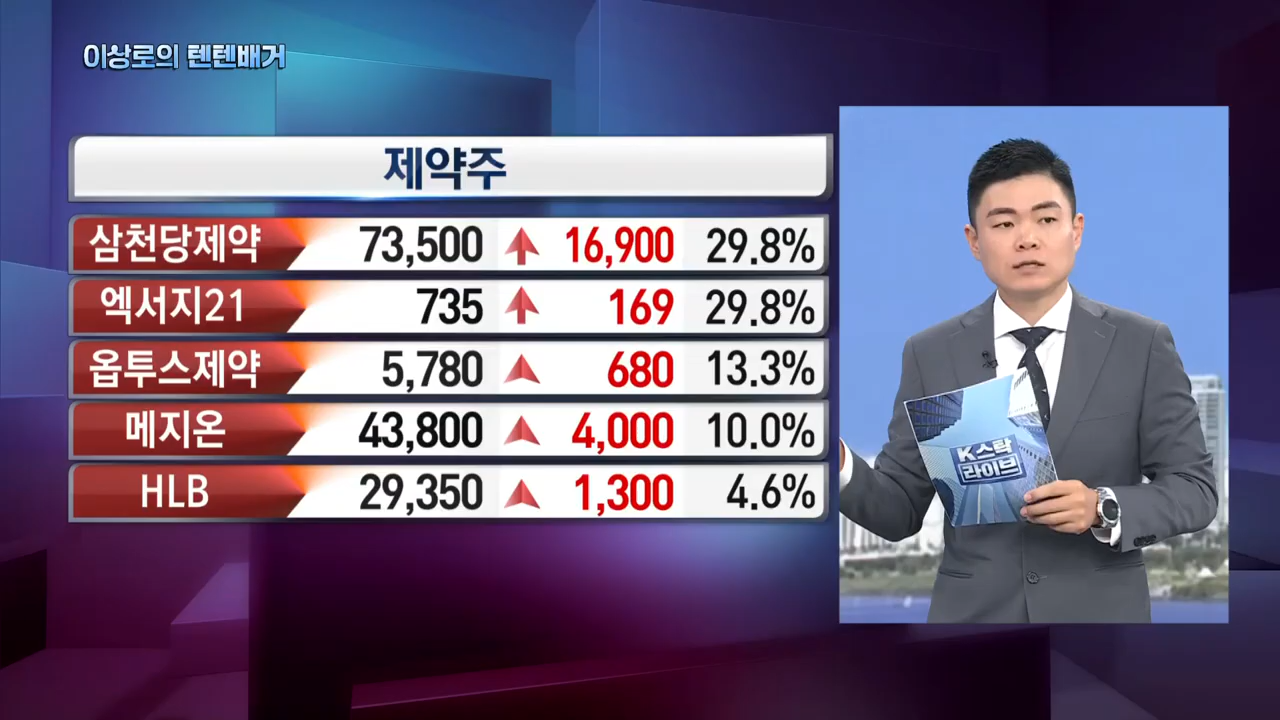 이상로의 텐텐배거
제약주
삼천당제약 73,500 16,900 29.8%
엑서지21 735 169 29.8%
옵투스제약 5,780 680 13.3%
메지온 43,800 4,000 10.0%
HLB 29,350 1,300 4.6%
K스탁
라이브